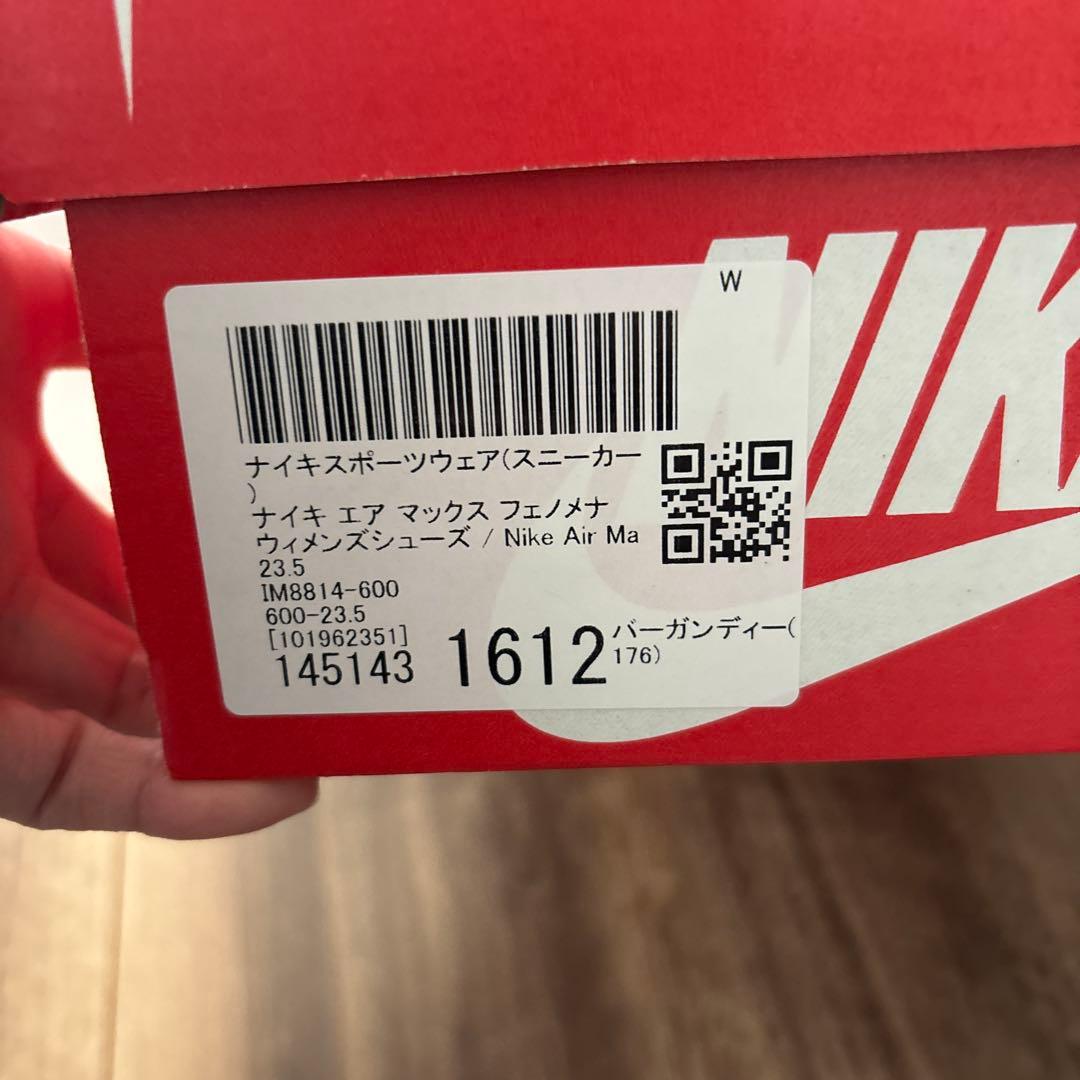 NIK
W
ナイキスポーツウェア(スニーカー
)
ナイキ エア マックス フェノメナ
ウィメンズシューズ / Nike Air Ma
23.5
IM8814-600
600-23.5
[101962351]
145143 1612 バーガンディー(
176)